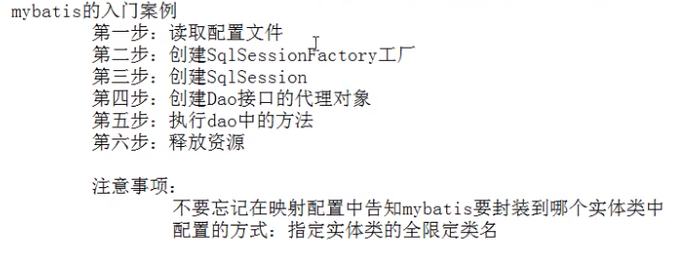 mybatis的入门案例
第一步：读取配置文件
第二步：创建SqlSessionFactory工厂
第三步：创建SqlSession
第四步：创建Dao接口的代理对象
第五步：执行dao中的方法
第六步：释放资源
注意事项：
不要忘记在映射配置中告知mybatis要封装到哪个实体类中
配置的方式：指定实体类的全限定类名